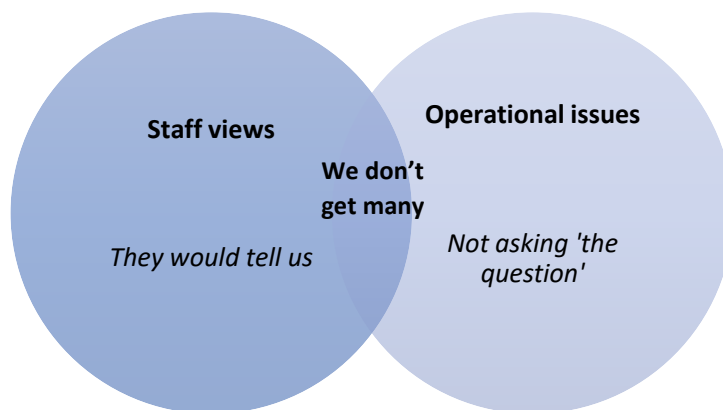 Staff views
They would tell us
We don’t
get many
Operational issues
Not asking 'the
question'